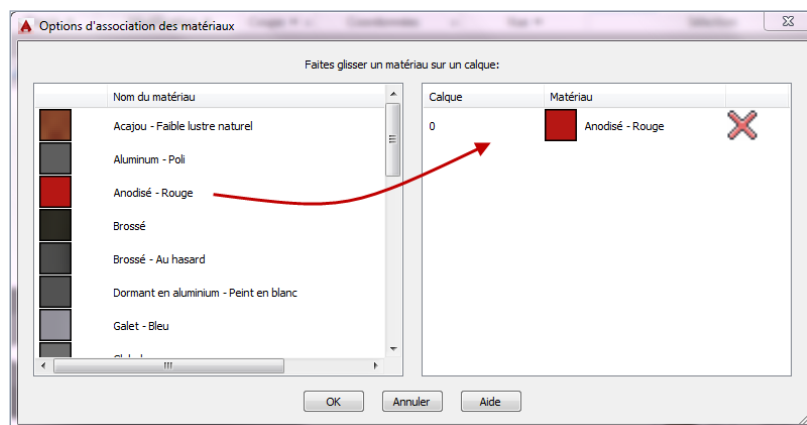 Options d'association des matériaux
Faites glisser un matériau sur un calque:
Nom du matériau
Acajou - Faible lustre naturel
Aluminum - Poli
Anodisé - Rouge
Brossé
Brossé - Au hasard
Dormant en aluminium - Peint en blanc
Galet - Bleu
Calque Matériau
0 Anodisé - Rouge
OK Annuler Aide